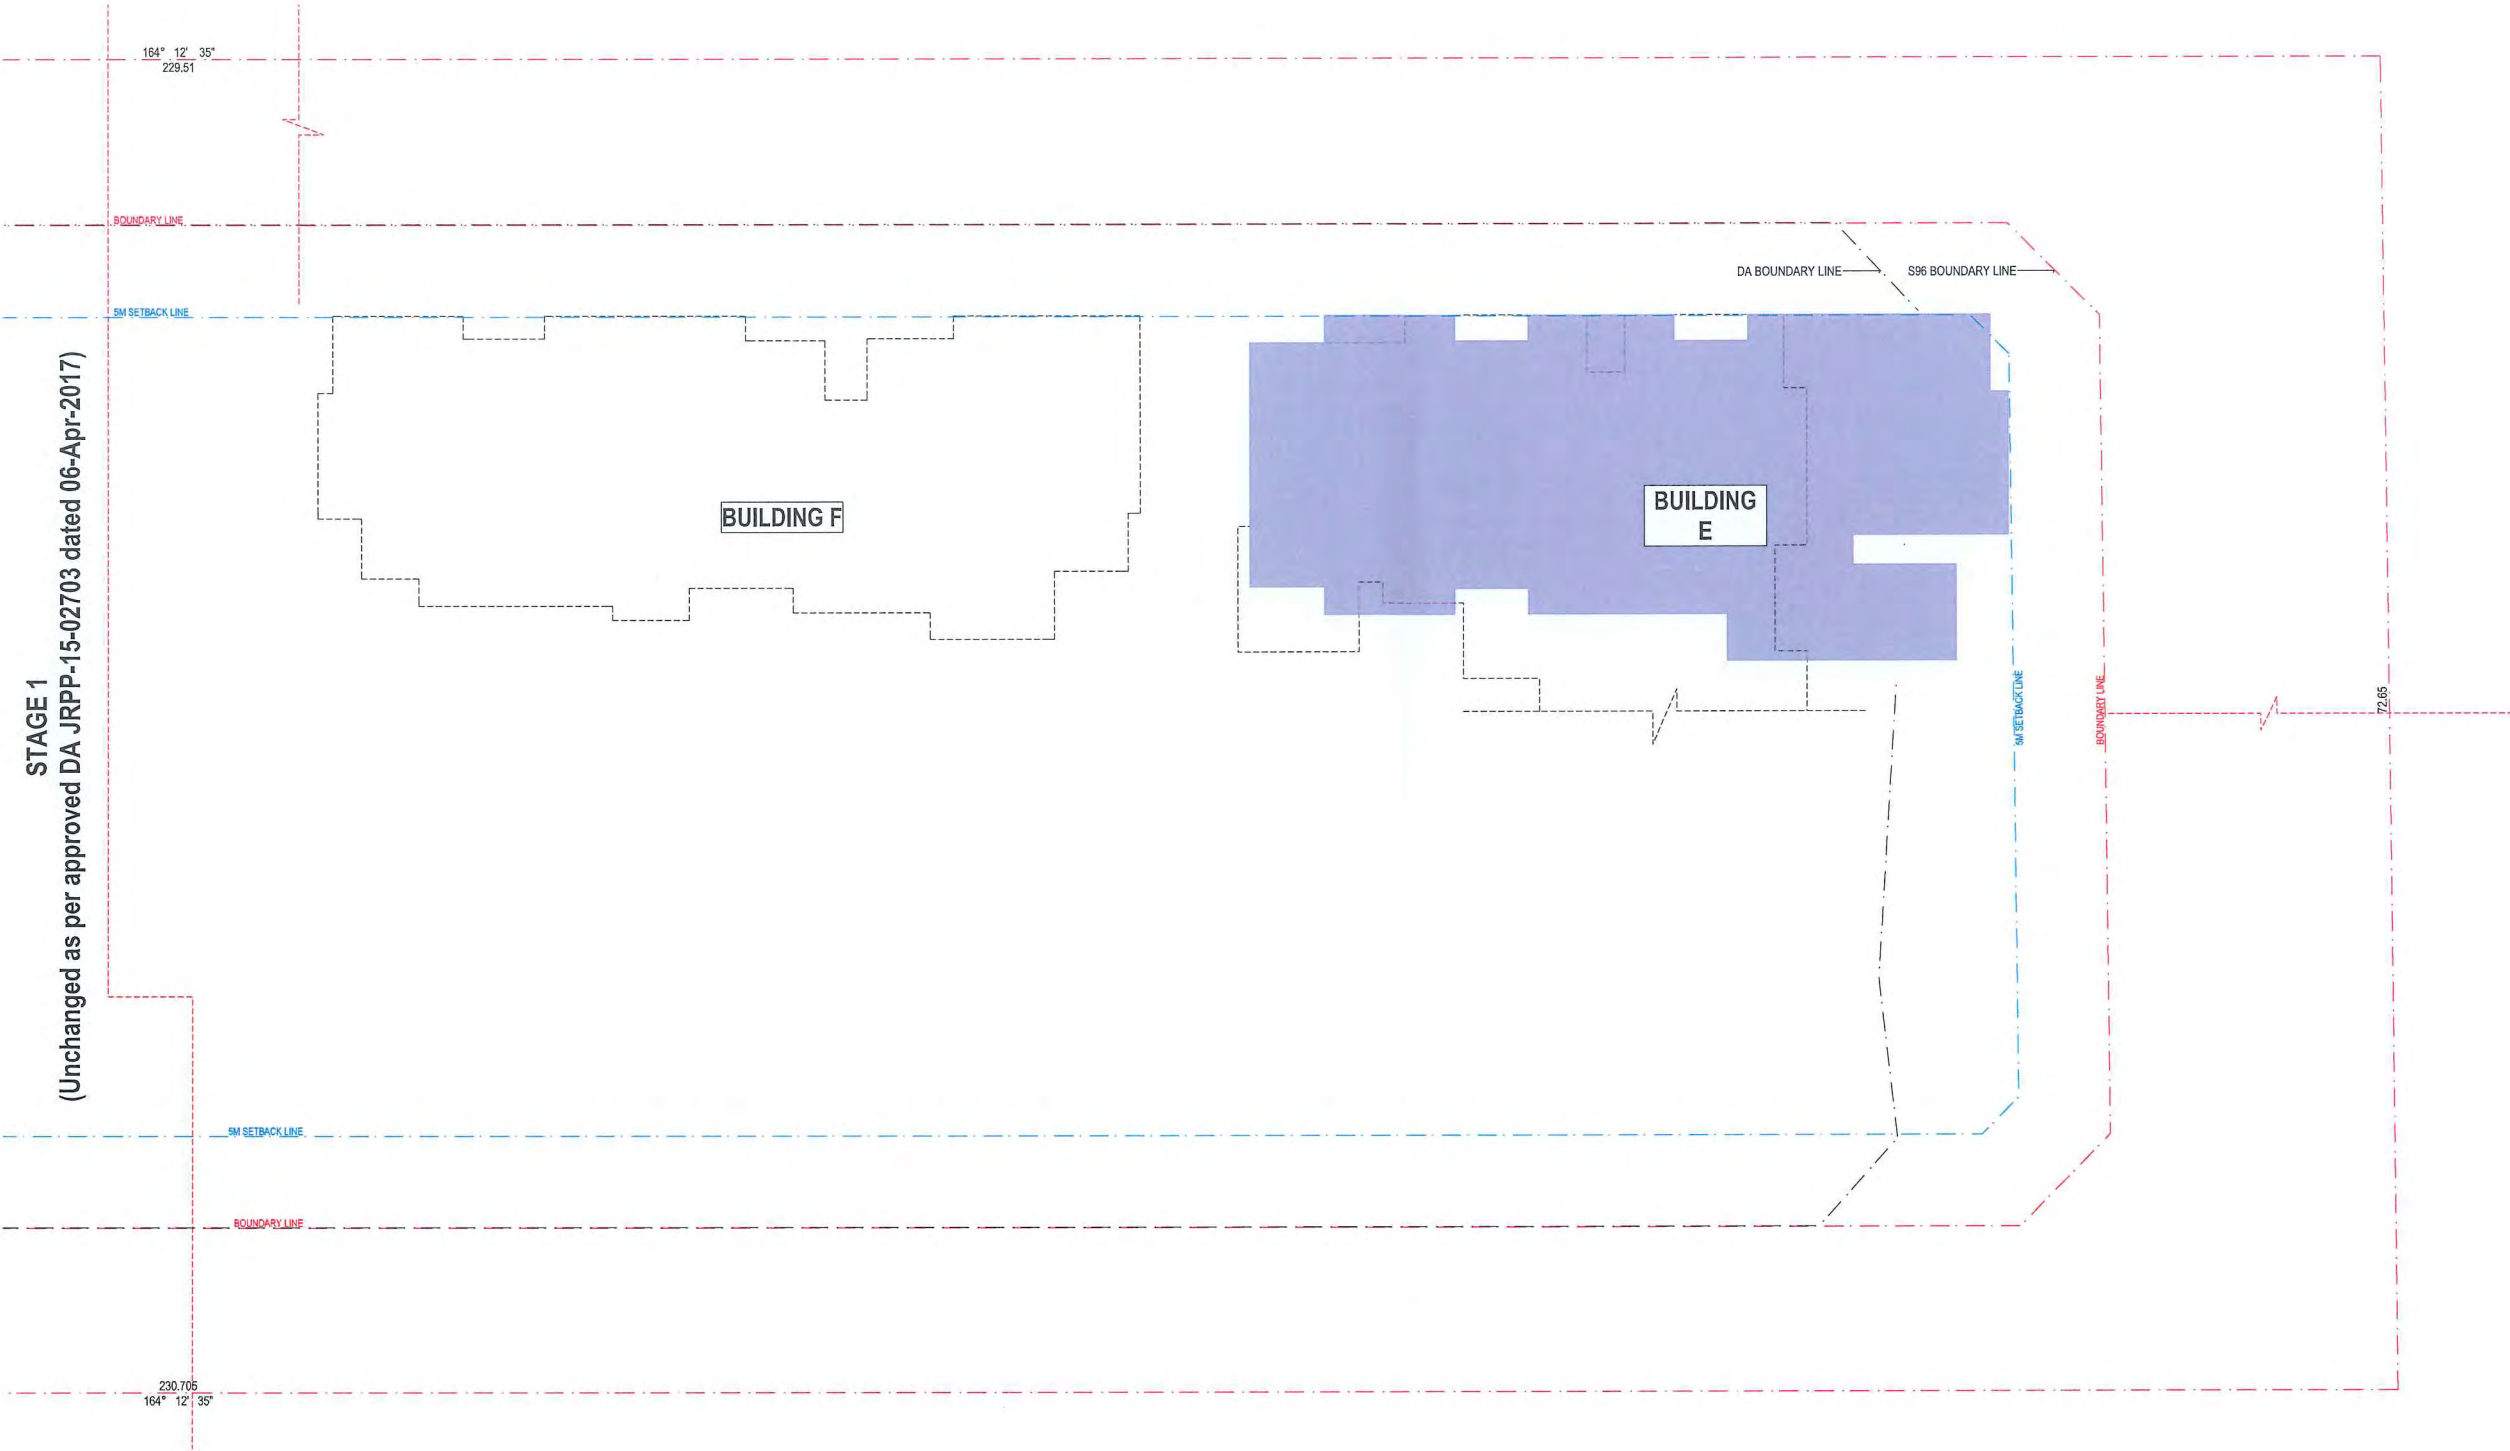 164° 12' 35"
229.51
BOUNDARY LINE
DA BOUNDARY LINE
S96 BOUNDARY LINE
5M SETBACK LINE
STAGE 1
(Unchanged as per approved DA JRPP-15-02703 dated 06-Apr-2017)
BUILDING F
BUILDING
E
5M SETBACK LINE
BOUNDARY LINE
72.65
5M SETBACK LINE
BOUNDARY LINE
230.705
164° 12' 35"